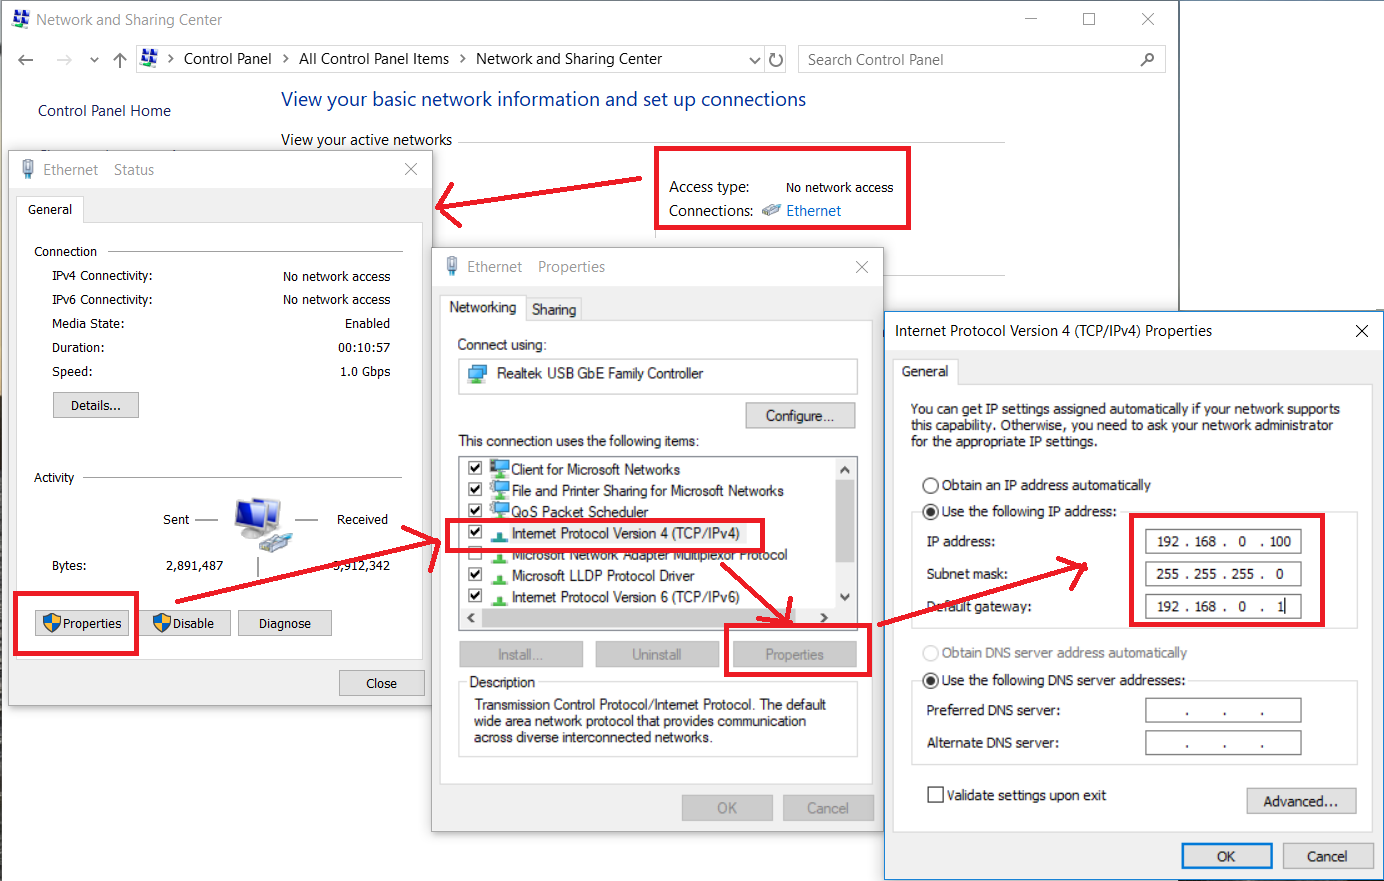 Network and Sharing Center
Control Panel > All Control Panel Items > Network and Sharing Center
Search Control Panel
Control Panel Home
View your basic network information and set up connections
View your active networks
Access type: No network access
Connections: Ethernet
Ethernet Status
General
Connection
IPv4 Connectivity: No network access
IPv6 Connectivity: No network access
Media State: Enabled
Duration: 00:10:57
Speed: 1.0 Gbps
Details...
Activity
Sent Received
Bytes: 2,891,487 3,912,342
Properties Disable Diagnose
Close
Ethernet Properties
Networking Sharing
Connect using:
Realtek USB GbE Family Controller
Configure...
This connection uses the following items:
Client for Microsoft Networks
File and Printer Sharing for Microsoft Networks
QoS Packet Scheduler
Internet Protocol Version 4 (TCP/IPv4)
Microsoft Network Adapter Multiplexor Protocol
Microsoft LLDP Protocol Driver
Internet Protocol Version 6 (TCP/IPv6)
Install... Uninstall Properties
Description
Transmission Control Protocol/Internet Protocol. The default
wide area network protocol that provides communication
across diverse interconnected networks.
OK Cancel
Internet Protocol Version 4 (TCP/IPv4) Properties
General
You can get IP settings assigned automatically if your network supports
this capability. Otherwise, you need to ask your network administrator
for the appropriate IP settings.
Obtain an IP address automatically
Use the following IP address:
IP address: 192 . 168 . 0 . 100
Subnet mask: 255 . 255 . 255 . 0
Default gateway: 192 . 168 . 0 . 1
Obtain DNS server address automatically
Use the following DNS server addresses:
Preferred DNS server: . . .
Alternate DNS server: . . .
Validate settings upon exit
Advanced...
OK Cancel